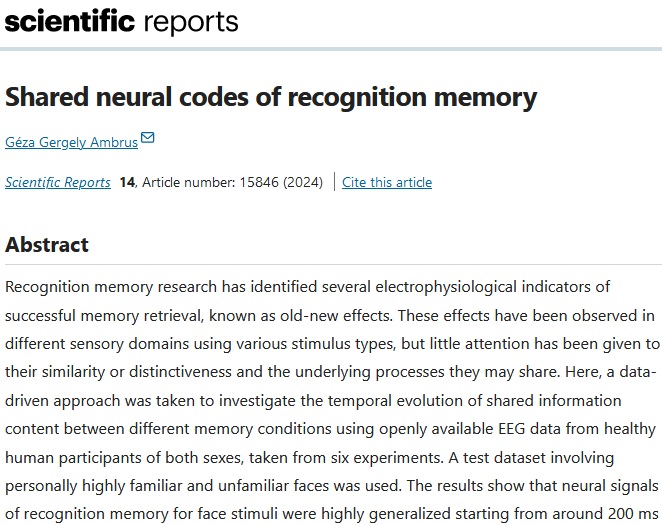 scientific reports
Shared neural codes of recognition memory
Géza Gergely Ambrus
Scientific Reports 14, Article number: 15846 (2024) | Cite this article
Abstract
Recognition memory research has identified several electrophysiological indicators of
successful memory retrieval, known as old-new effects. These effects have been observed in
different sensory domains using various stimulus types, but little attention has been given to
their similarity or distinctiveness and the underlying processes they may share. Here, a data-
driven approach was taken to investigate the temporal evolution of shared information
content between different memory conditions using openly available EEG data from healthy
human participants of both sexes, taken from six experiments. A test dataset involving
personally highly familiar and unfamiliar faces was used. The results show that neural signals
of recognition memory for face stimuli were highly generalized starting from around 200 ms